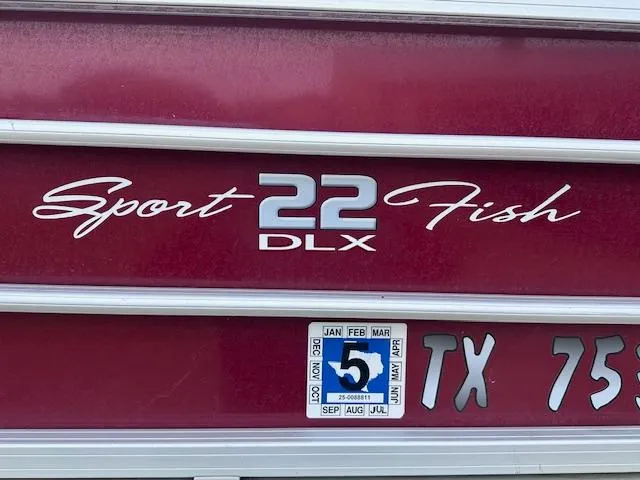 Sport 22 Fish
DLX
JAN FEB MAR
DEC NOV OCT
5
APR MAY JUN
25-0088811
SEP AUG JUL
TX 75